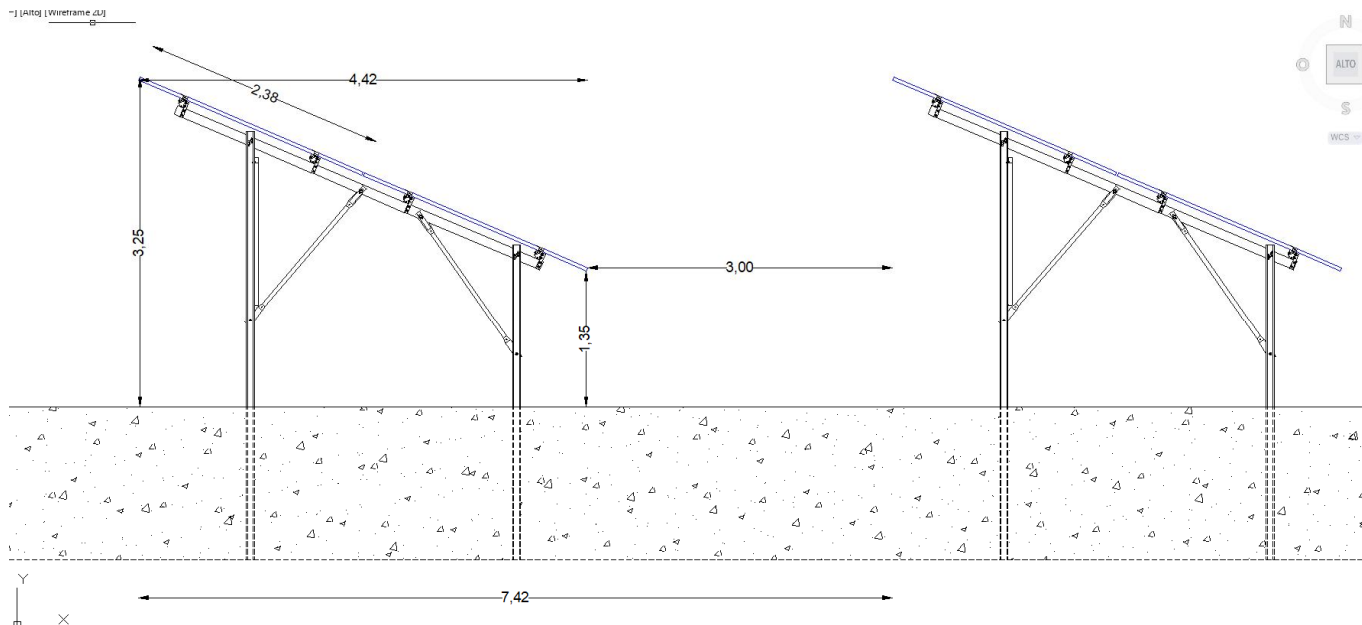 -] [Alto] [Wireframe 2D]
N
O
ALTO
S
WCS
4,42
2,38
3,25
3,00
1,35
7,42
Y
X